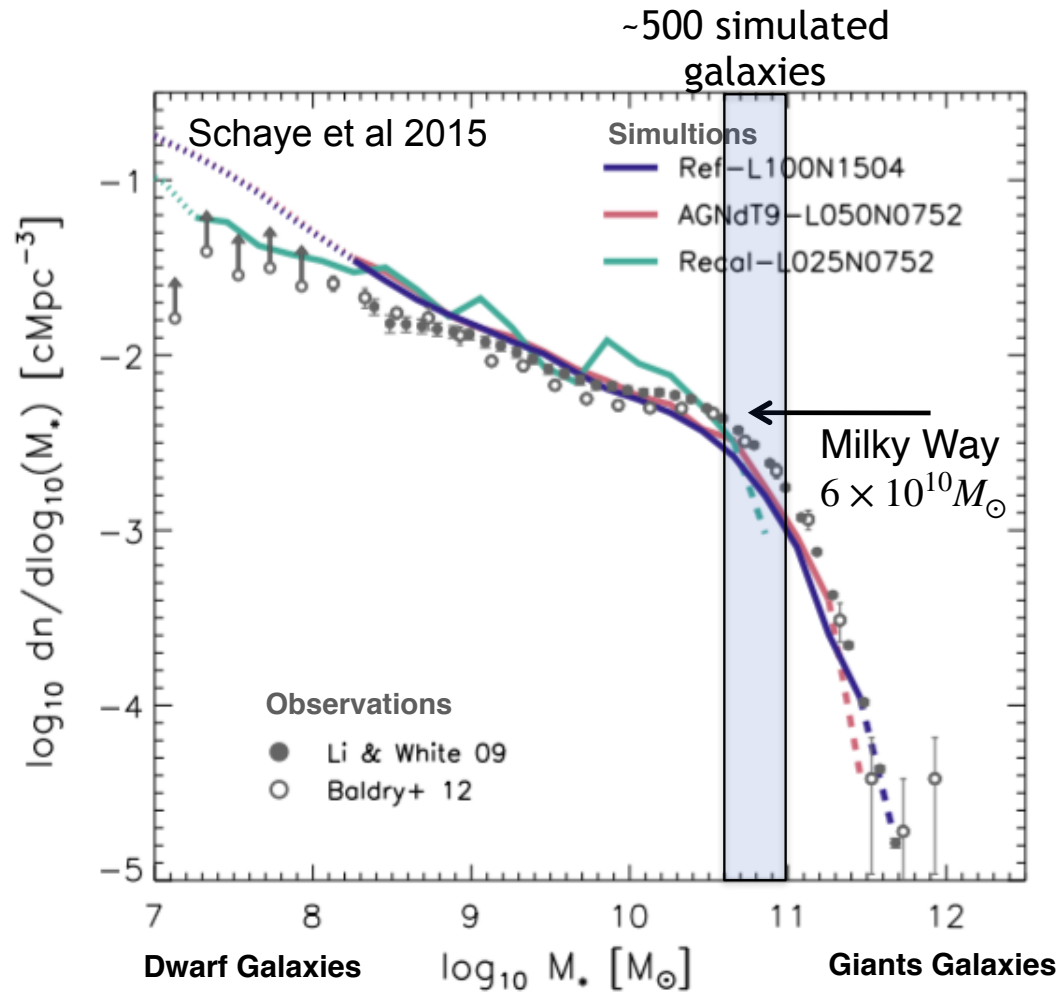 ~500 simulated
galaxies
Schaye et al 2015
Simultions
Ref-L100N1504
AGNdT9-L050N0752
Recal-L025N0752
Milky Way
6 × 10¹⁰M☉
Observations
Li & White 09
Baldry+ 12
log₁₀ dn/dlog₁₀(M*) [cMpc⁻³]
-1
-2
-3
-4
-5
7 8 9 10 11 12
Dwarf Galaxies log₁₀ M* [M☉] Giants Galaxies